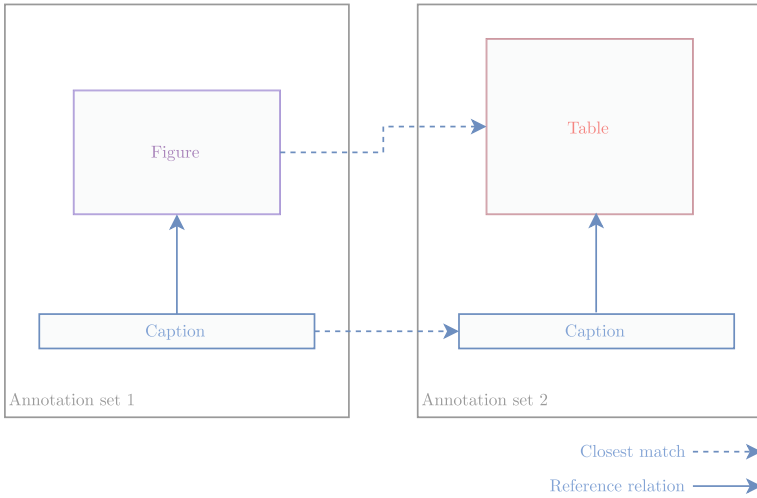 Figure
Table
Caption
Caption
Annotation set 1
Annotation set 2
Closest match
Reference relation